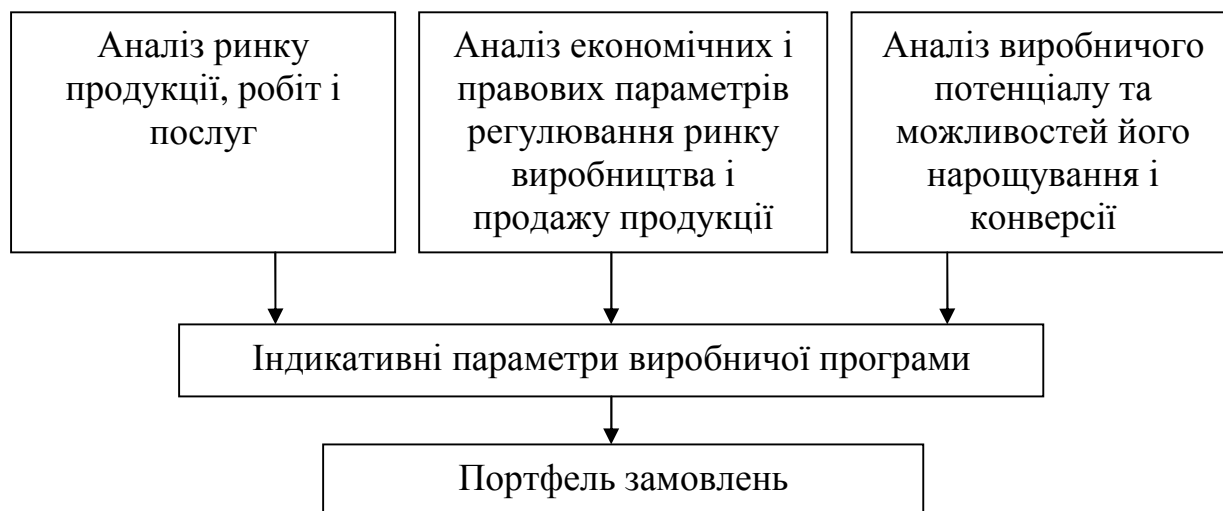 Аналіз ринку
продукції, робіт і
послуг
Аналіз економічних і
правових параметрів
регулювання ринку
виробництва і
продажу продукції
Аналіз виробничого
потенціалу та
можливостей його
нарощування і
конверсії
Індикативні параметри виробничої програми
Портфель замовлень